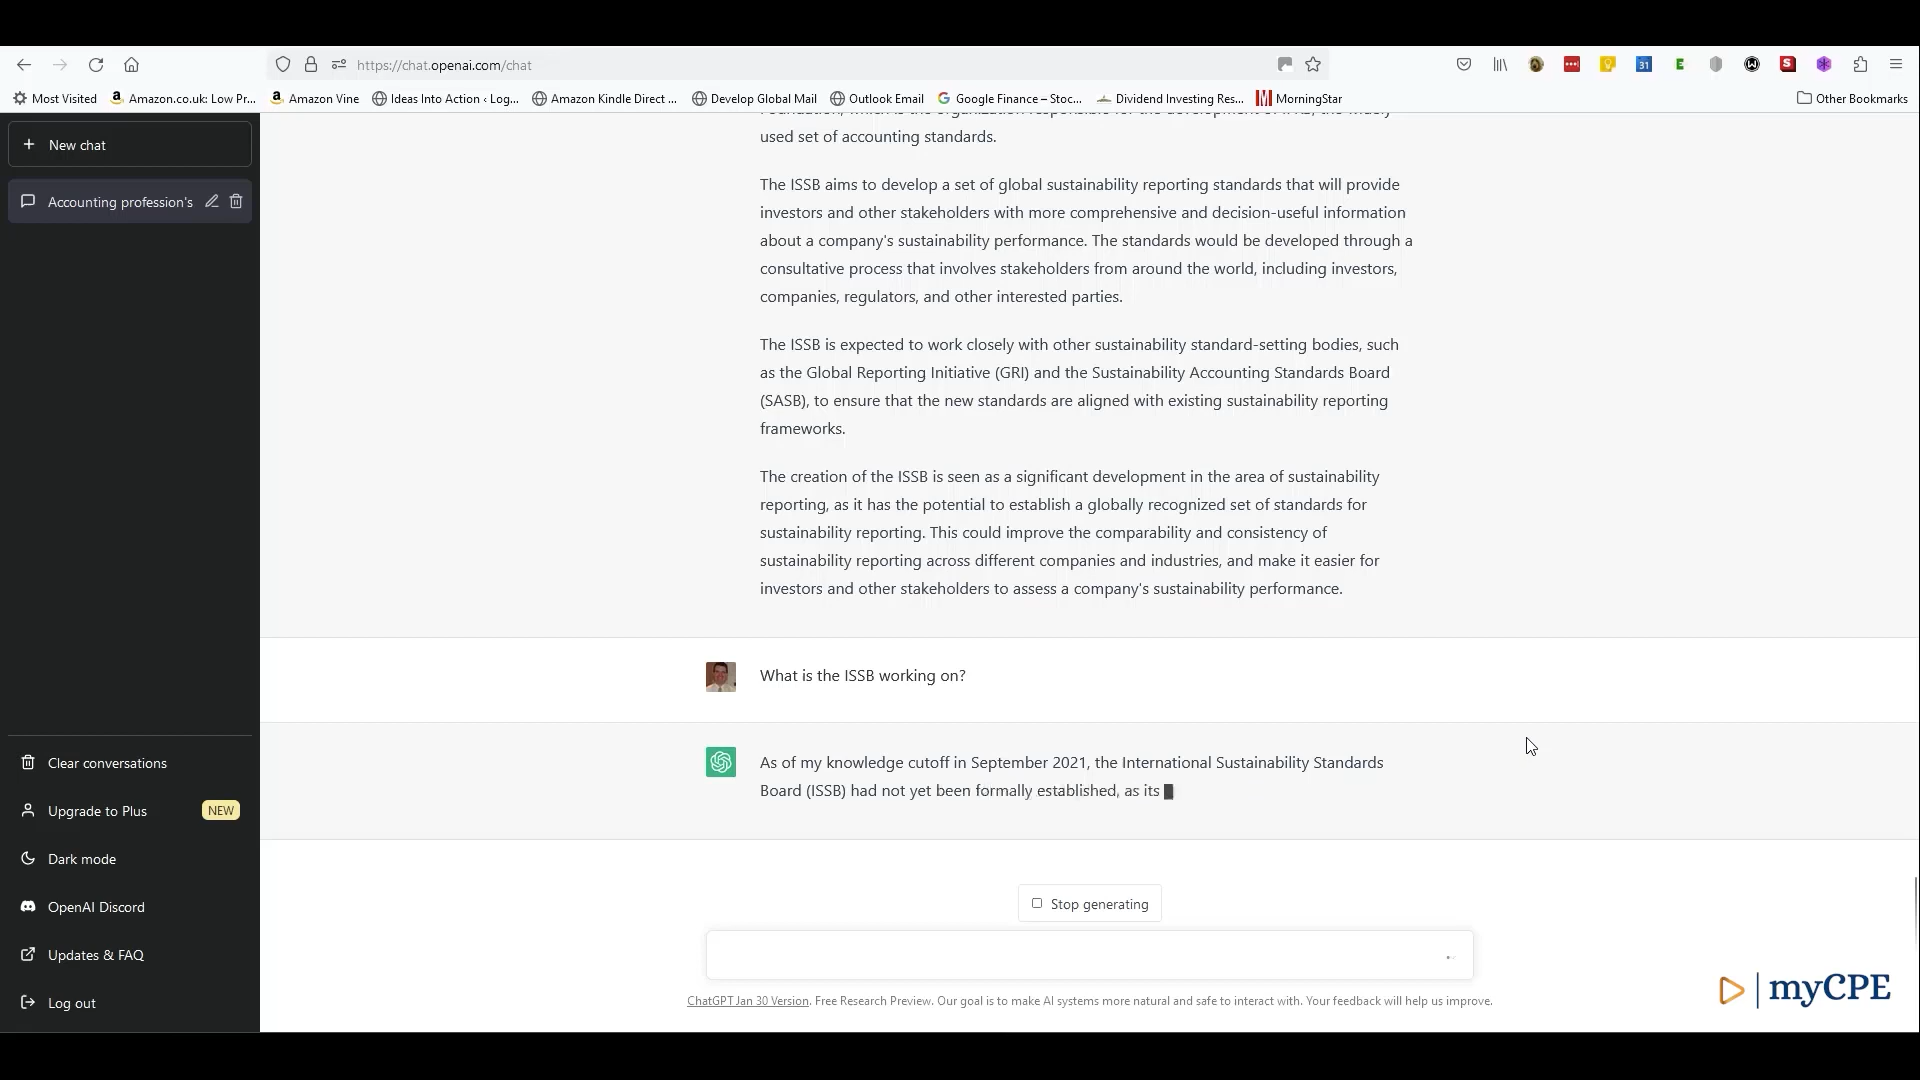 https://chat.openai.com/chat
31
Most Visited
Amazon.co.uk: Low Pr...
Amazon Vine
Ideas Into Action ‹ Log...
Amazon Kindle Direct ...
Develop Global Mail
Outlook Email
Google Finance – Stoc...
Dividend Investing Res...
MorningStar
Other Bookmarks
New chat
Accounting profession's
used set of accounting standards.
The ISSB aims to develop a set of global sustainability reporting standards that will provide
investors and other stakeholders with more comprehensive and decision-useful information
about a company's sustainability performance. The standards would be developed through a
consultative process that involves stakeholders from around the world, including investors,
companies, regulators, and other interested parties.
The ISSB is expected to work closely with other sustainability standard-setting bodies, such
as the Global Reporting Initiative (GRI) and the Sustainability Accounting Standards Board
(SASB), to ensure that the new standards are aligned with existing sustainability reporting
frameworks.
The creation of the ISSB is seen as a significant development in the area of sustainability
reporting, as it has the potential to establish a globally recognized set of standards for
sustainability reporting. This could improve the comparability and consistency of
sustainability reporting across different companies and industries, and make it easier for
investors and other stakeholders to assess a company's sustainability performance.
What is the ISSB working on?
As of my knowledge cutoff in September 2021, the International Sustainability Standards
Board (ISSB) had not yet been formally established, as its
Clear conversations
Upgrade to Plus
NEW
Dark mode
OpenAI Discord
Updates & FAQ
Log out
Stop generating
ChatGPT Jan 30 Version. Free Research Preview. Our goal is to make AI systems more natural and safe to interact with. Your feedback will help us improve.
myCPE